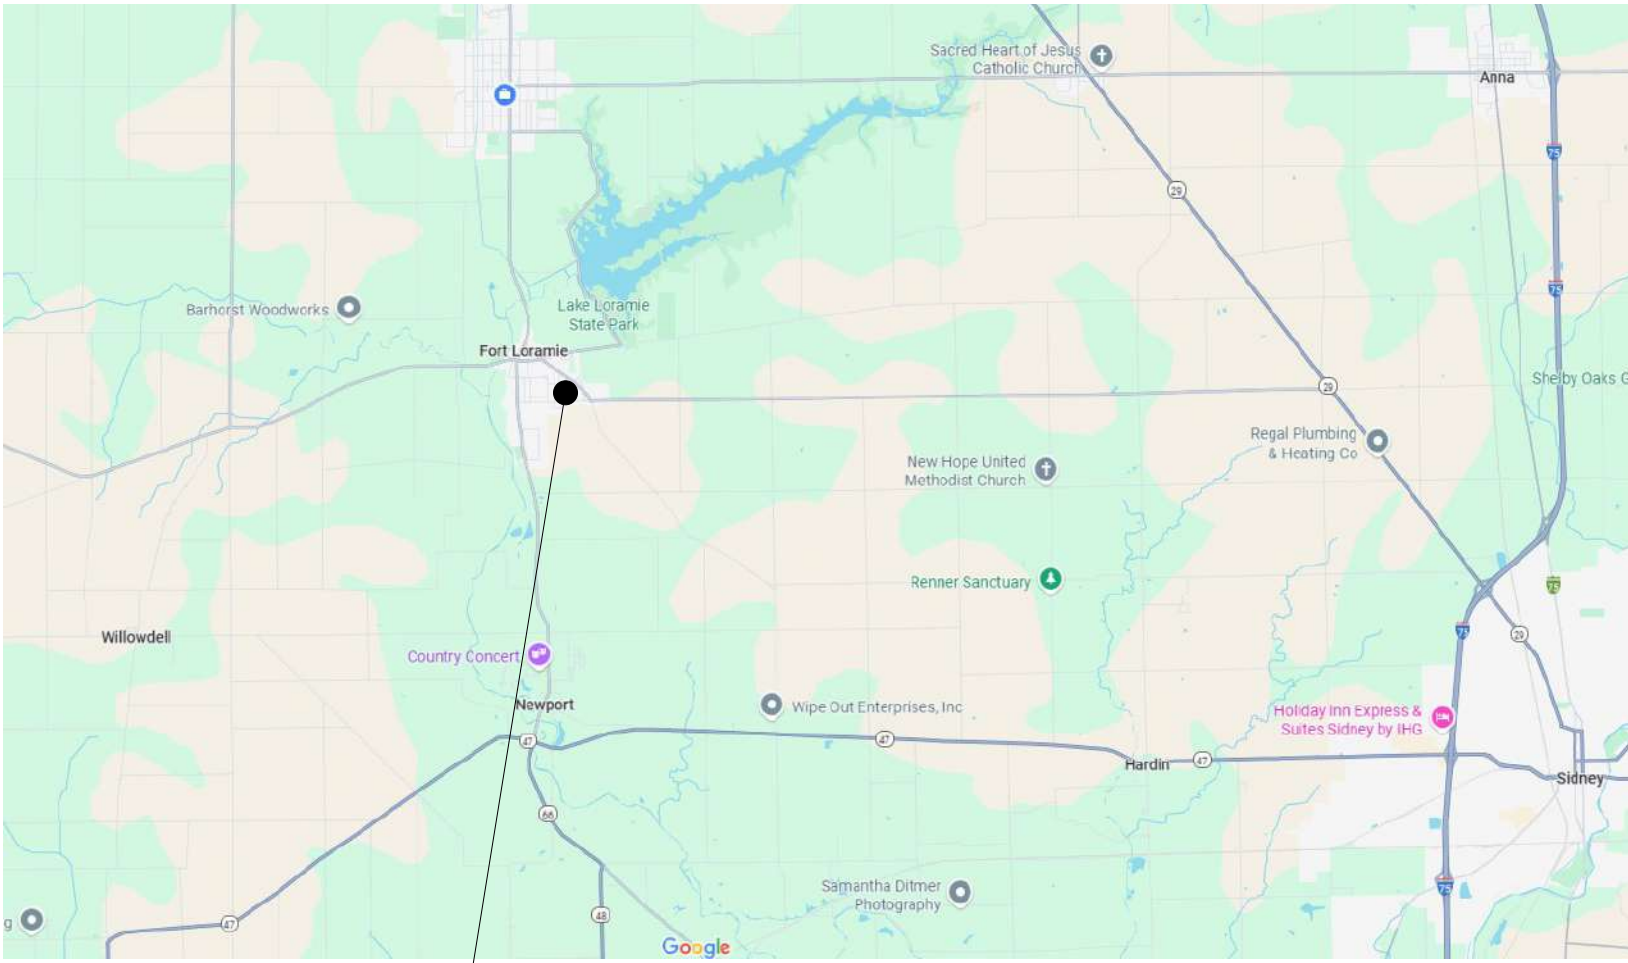 Sacred Heart of Jesus
Catholic Church
Anna
75
29
75
Barhorst Woodworks
Lake Loramie
State Park
Fort Loramie
29
Shelby Oaks G
Regal Plumbing
& Heating Co
New Hope United
Methodist Church
Renner Sanctuary
75
75
29
Willowdell
Country Concert
Newport
Wipe Out Enterprises, Inc
Holiday Inn Express &
Suites Sidney by IHG
47
47
Hardin
47
Sidney
66
Samantha Ditmer
Photography
75
g
47
48
Google